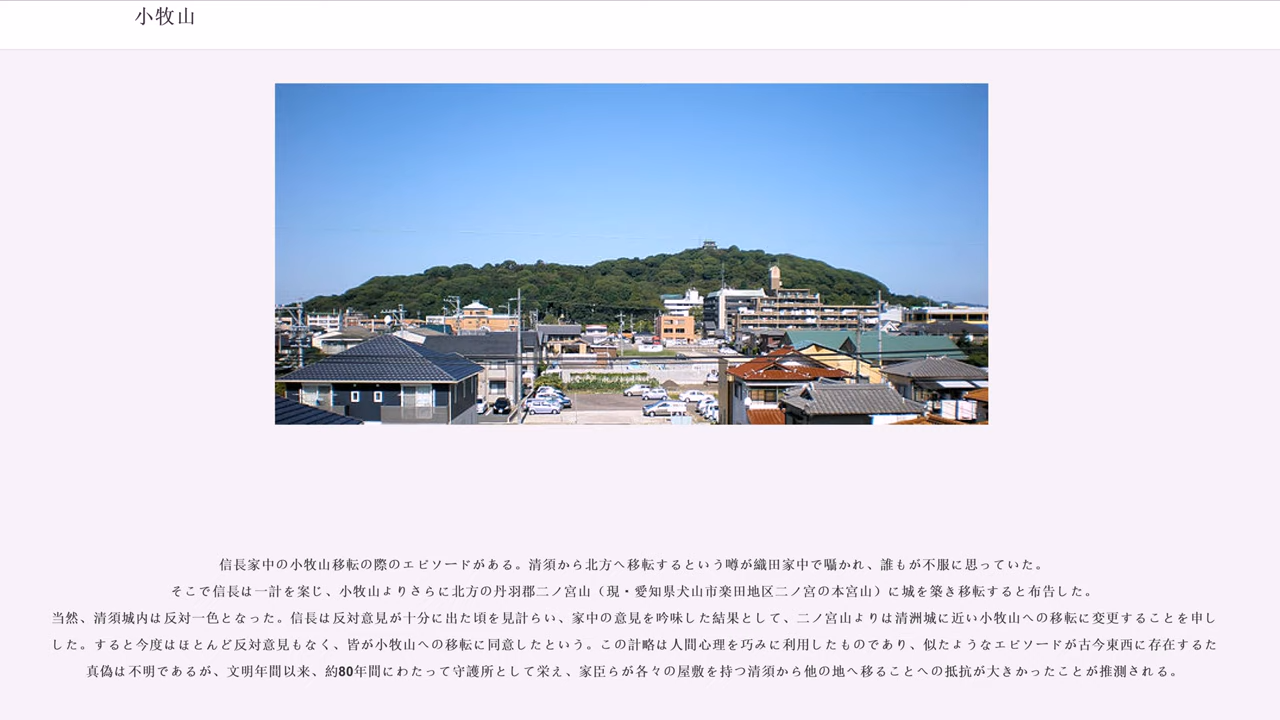 小牧山
信長家中の小牧山移転の際のエピソードがある。清須から北方へ移転するという噂が織田家中で囁かれ、誰もが不服に思っていた。
そこで信長は一計を案じ、小牧山よりさらに北方の丹羽郡二ノ宮山（現・愛知県犬山市楽田地区二ノ宮の本宮山）に城を築き移転すると布告した。
当然、清須城内は反対一色となった。信長は反対意見が十分に出た頃を見計らい、家中の意見を吟味した結果として、二ノ宮山よりは清洲城に近い小牧山への移転に変更することを申し
した。すると今度はほとんど反対意見もなく、皆が小牧山への移転に同意したという。この計略は人間心理を巧みに利用したものであり、似たようなエピソードが古今東西に存在するた
真偽は不明であるが、文明年間以来、約80年間にわたって守護所として栄え、家臣らが各々の屋敷を持つ清須から他の地へ移ることへの抵抗が大きかったことが推測される。